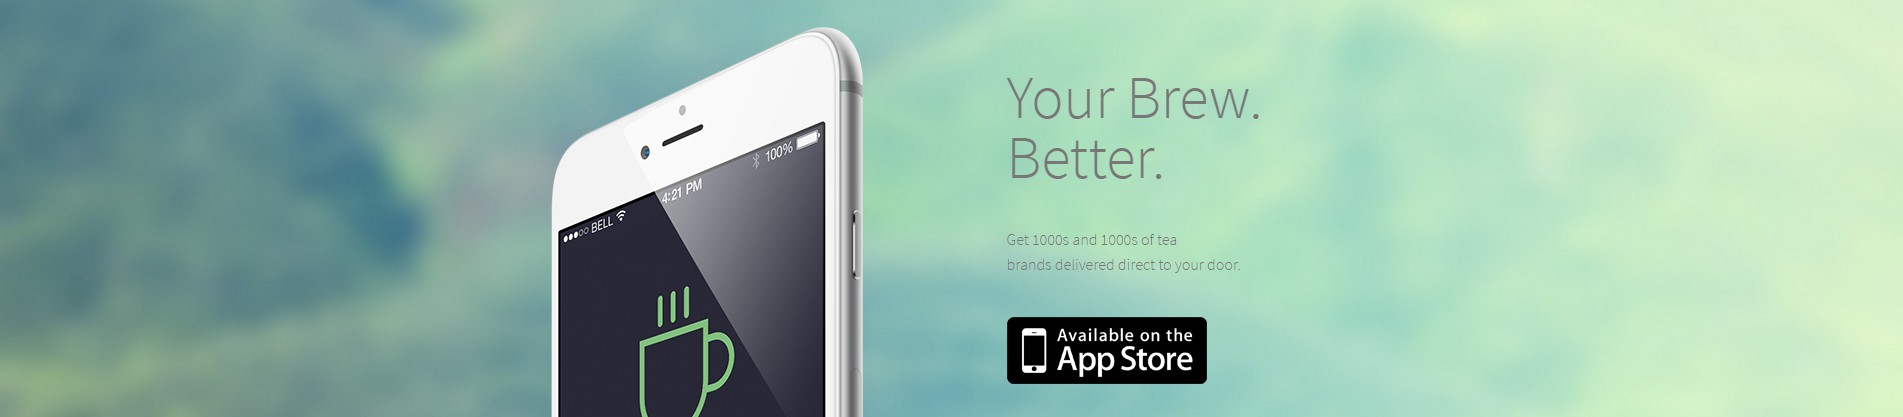 BELL
4:21 PM
100%
Your Brew.
Better.
Get 1000s and 1000s of tea
brands delivered direct to your door.
Available on the
App Store